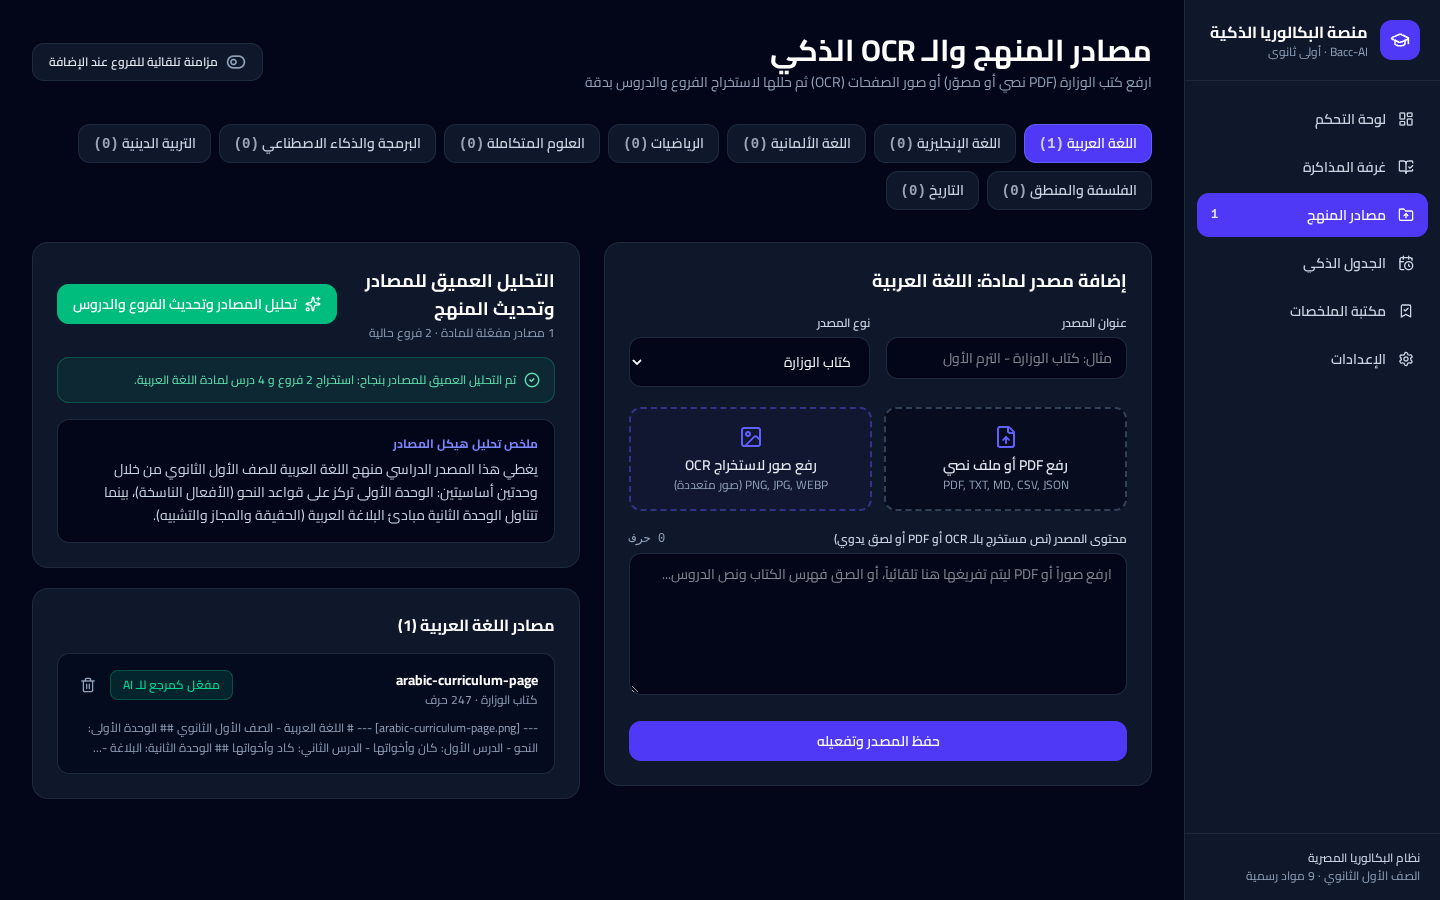 منصة البكالوريا الذكية
Bacc-AI · أولى ثانوى
لوحة التحكم
غرفة المذاكرة
مصادر المنهج 1
الجدول الذكي
مكتبة الملخصات
الإعدادات
نظام البكالوريا المصرية
الصف الأول الثانوي · 9 مواد رسمية
مصادر المنهج والـ OCR الذكي
ارفع كتب الوزارة (PDF نصي أو مصوّر) أو صور الصفحات (OCR) ثم حللها لاستخراج الفروع والدروس بدقة
مزامنة تلقائية للفروع عند الإضافة
اللغة العربية (1)
اللغة الإنجليزية (0)
اللغة الألمانية (0)
الرياضيات (0)
العلوم المتكاملة (0)
البرمجة والذكاء الاصطناعي (0)
التربية الدينية (0)
الفلسفة والمنطق (0)
التاريخ (0)
إضافة مصدر لمادة: اللغة العربية
عنوان المصدر
مثال: كتاب الوزارة - الترم الأول
نوع المصدر
كتاب الوزارة
رفع PDF أو ملف نصي
PDF, TXT, MD, CSV, JSON
رفع صور لاستخراج OCR
PNG, JPG, WEBP (صور متعددة)
محتوى المصدر (نص مستخرج بالـ OCR أو PDF أو لصق يدوي)
0 حرف
ارفع صوراً أو PDF ليتم تفريغها هنا تلقائياً، أو الصق فهرس الكتاب ونص الدروس...
حفظ المصدر وتفعيله
التحليل العميق للمصادر
وتحديث المنهج
1 مصادر مفعّلة للمادة · 2 فروع حالية
تحليل المصادر وتحديث الفروع والدروس
تم التحليل العميق للمصادر بنجاح: استخراج 2 فروع و 4 درس لمادة اللغة العربية.
ملخص تحليل هيكل المصادر
يغطي هذا المصدر الدراسي منهج اللغة العربية للصف الأول الثانوي من خلال
وحدتين أساسيتين: الوحدة الأولى تركز على قواعد النحو (الأفعال الناسخة)، بينما
تتناول الوحدة الثانية مبادئ البلاغة العربية (الحقيقة والمجاز والتشبيه).
مصادر اللغة العربية (1)
arabic-curriculum-page
كتاب الوزارة · 247 حرف
مفعّل كمرجع للـ AI
--- [arabic-curriculum-page.png] --- # اللغة العربية - الصف الأول الثانوي ## الوحدة الأولى:
النحو - الدرس الأول: كان وأخواتها - الدرس الثاني: كاد وأخواتها ## الوحدة الثانية: البلاغة -...